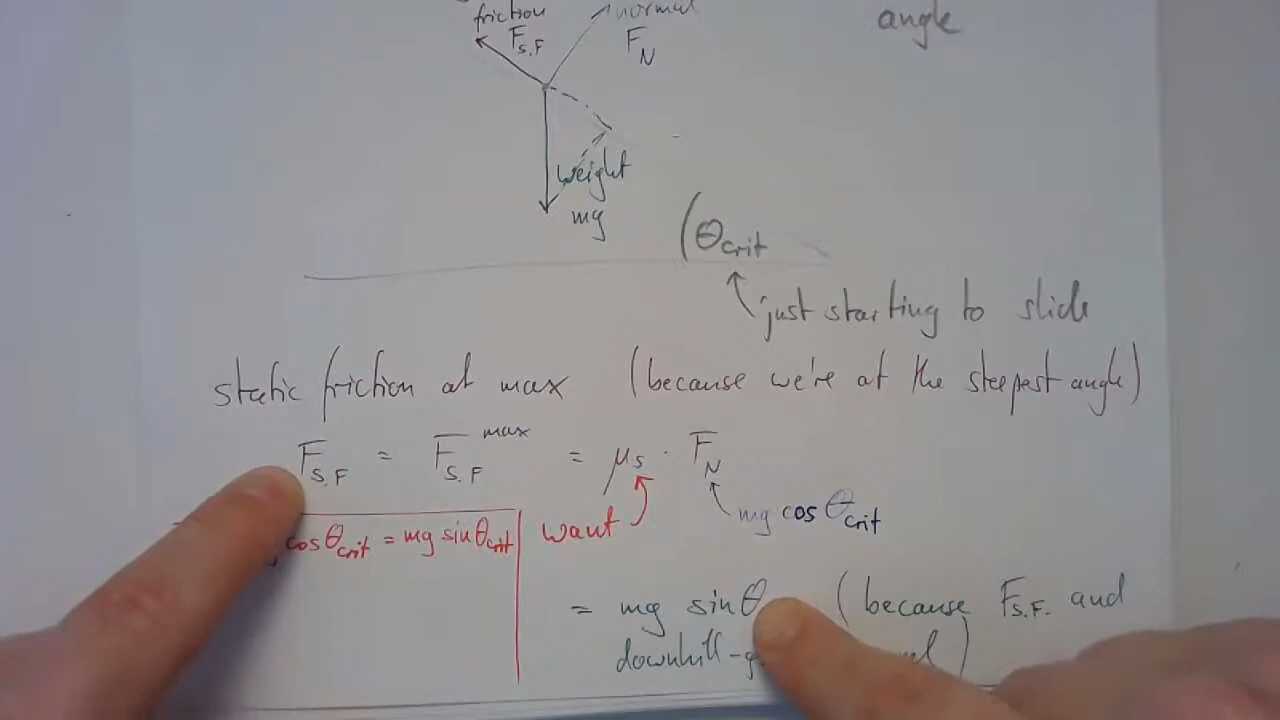 friction
normal
angle
F_S.F
F_N
weight
mg
(θ_crit
just starting to slide
static friction at max (because we're at the steepest angle)
F_S.F = F_S.F^max = μ_s · F_N
mg cos θ_crit
want
cos θ_crit = mg sin θ_crit
= mg sin θ (because F_S.F. and
downhill-